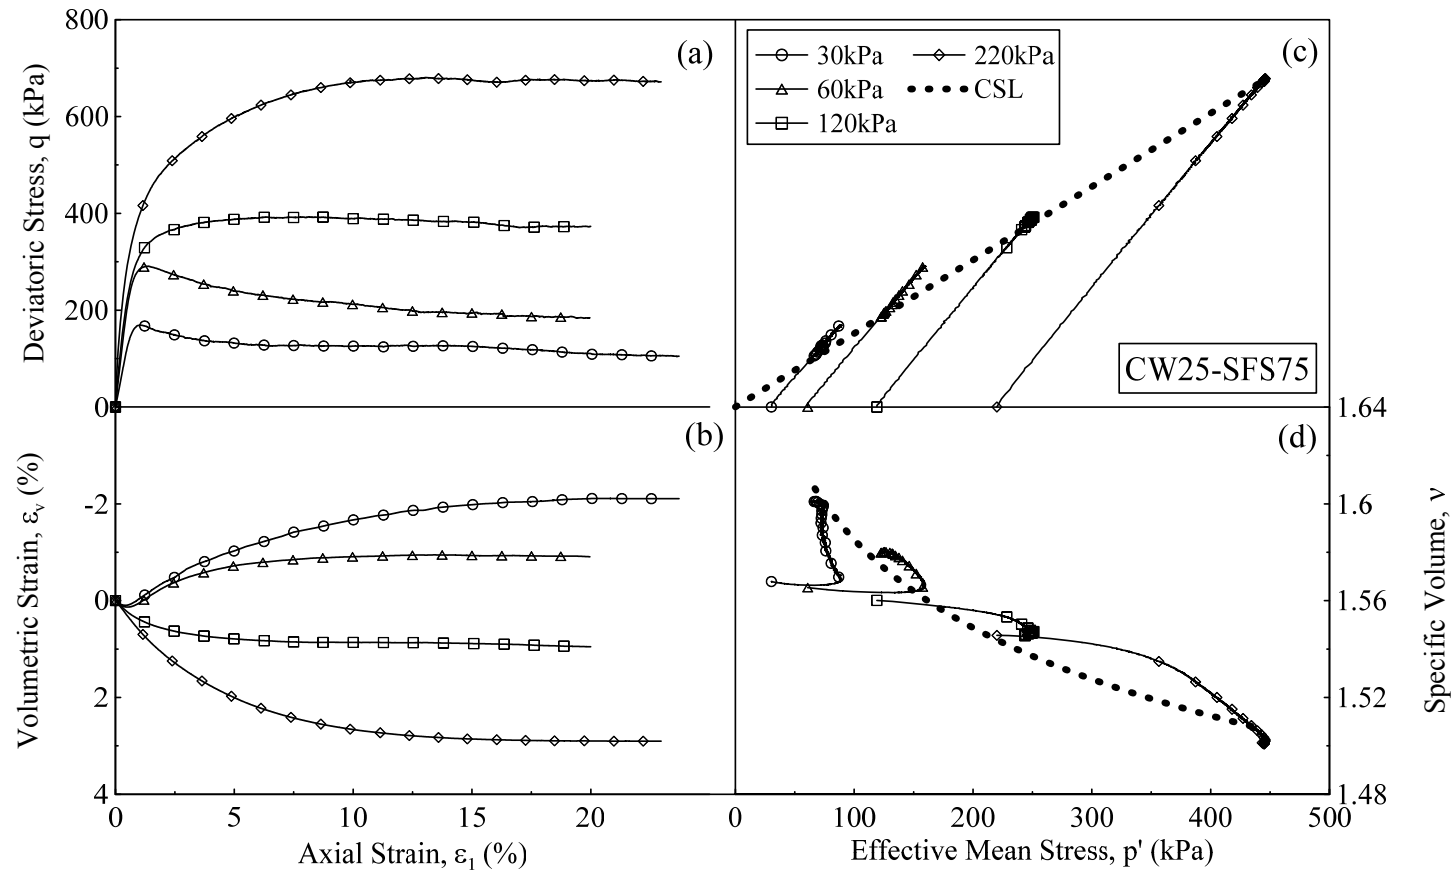 800
600
400
200
0
Deviatoric Stress, q (kPa)
(a)
30kPa
220kPa
60kPa
CSL
120kPa
(c)
CW25-SFS75
-2
0
2
4
Volumetric Strain, εv (%)
(b)
0
5
10
15
20
Axial Strain, ε1 (%)
(d)
1.64
1.6
1.56
1.52
1.48
Specific Volume, ν
0
100
200
300
400
500
Effective Mean Stress, p' (kPa)